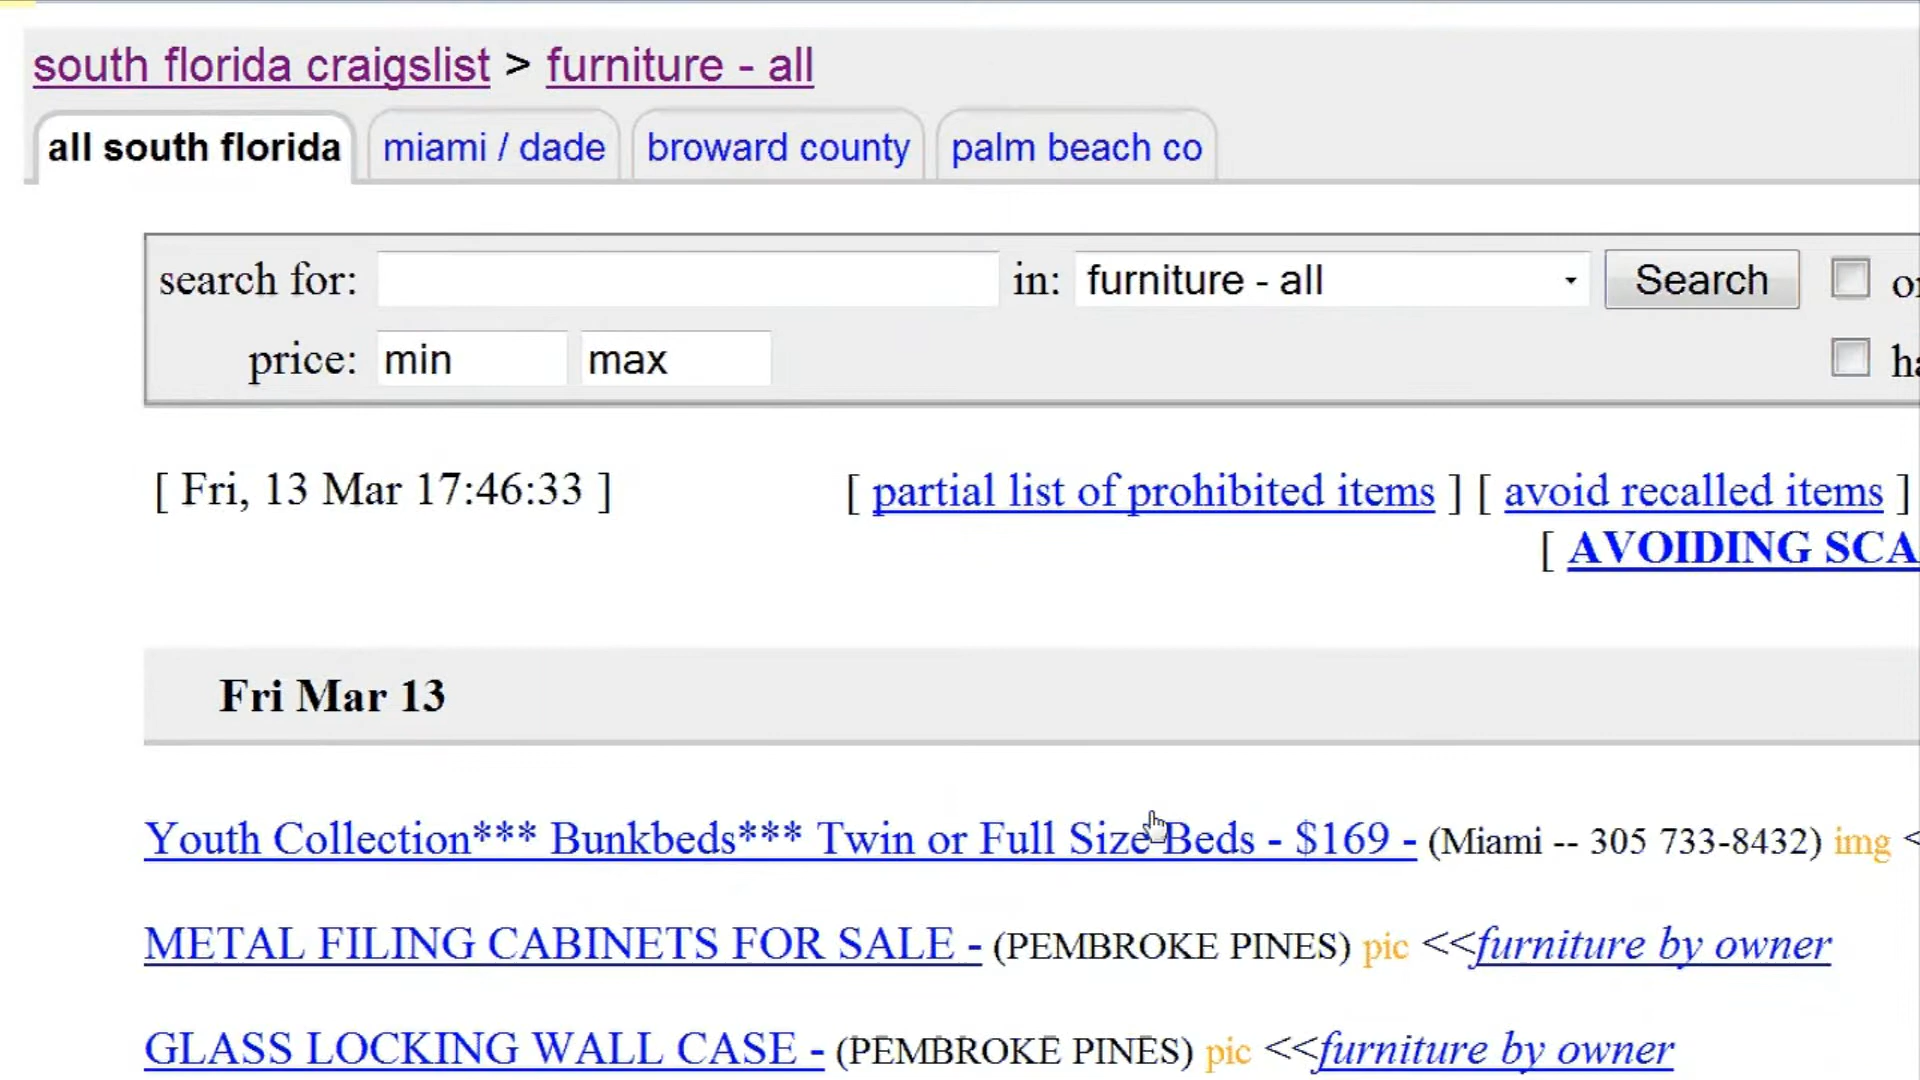 south florida craigslist > furniture - all
all south florida miami / dade broward county palm beach co
search for: in: furniture - all Search
price: min max
[ Fri, 13 Mar 17:46:33 ] [ partial list of prohibited items ] [ avoid recalled items ]
[ AVOIDING
Fri Mar 13
Youth Collection*** Bunkbeds*** Twin or Full Size Beds - $169 - (Miami -- 305 733-8432) img <
METAL FILING CABINETS FOR SALE - (PEMBROKE PINES) pic <<furniture by owner
GLASS LOCKING WALL CASE - (PEMBROKE PINES) pic <<furniture by owner